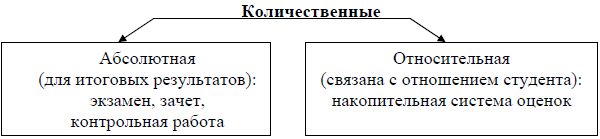 Количественные
Абсолютная
(для итоговых результатов):
экзамен, зачет,
контрольная работа
Относительная
(связана с отношением студента):
накопительная система оценок